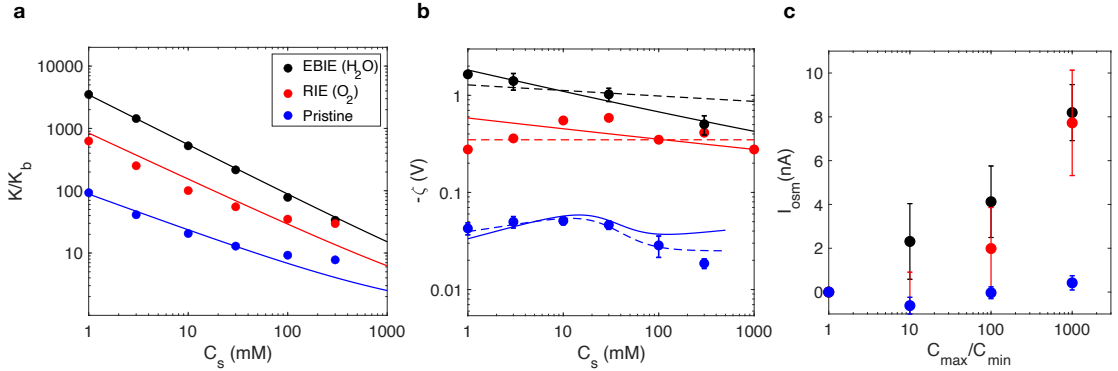 a
10000
1000
100
10
K/K_b
1
10
100
1000
C_s (mM)
EBIE (H_2O)
RIE (O_2)
Pristine
b
1
0.1
0.01
-ζ (V)
1
10
100
1000
C_s (mM)
c
10
8
6
4
2
0
I_osm(nA)
1
10
100
1000
C_max/C_min